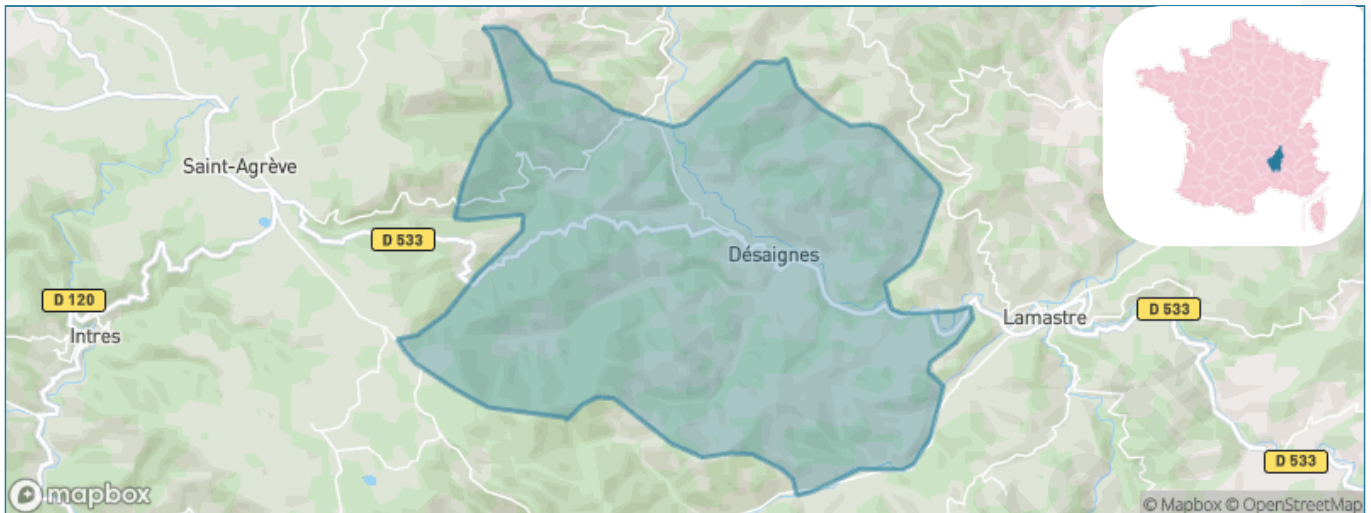 Saint-Agrève
D 533
Désaignes
D 120
Intres
Lamastre
D 533
D 533
mapbox
© Mapbox © OpenStreetMap